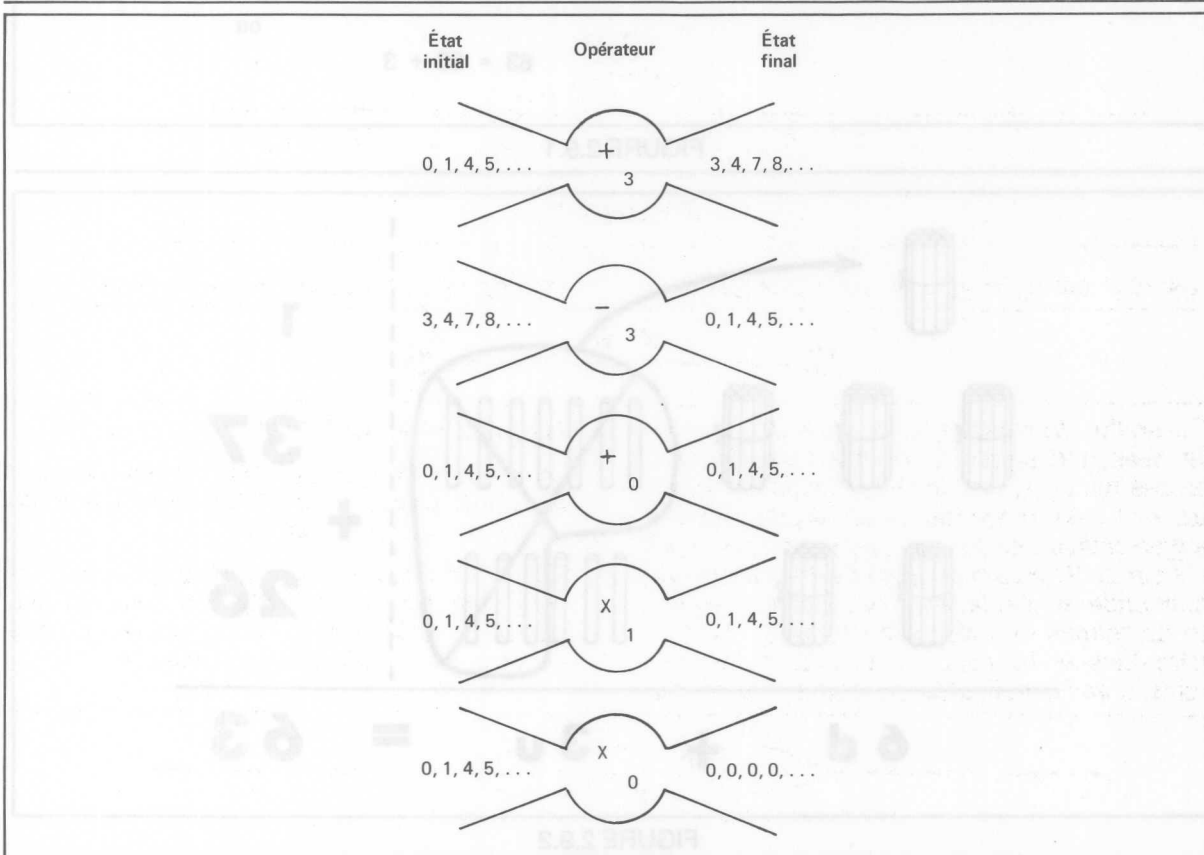 État initial Opérateur État final
+
0, 1, 4, 5, . . . 3, 4, 7, 8, . . .
3
−
3, 4, 7, 8, . . . 0, 1, 4, 5, . . .
3
+
0, 1, 4, 5, . . . 0, 1, 4, 5, . . .
0
X
0, 1, 4, 5, . . . 0, 1, 4, 5, . . .
1
X
0, 1, 4, 5, . . . 0, 0, 0, 0, . . .
0